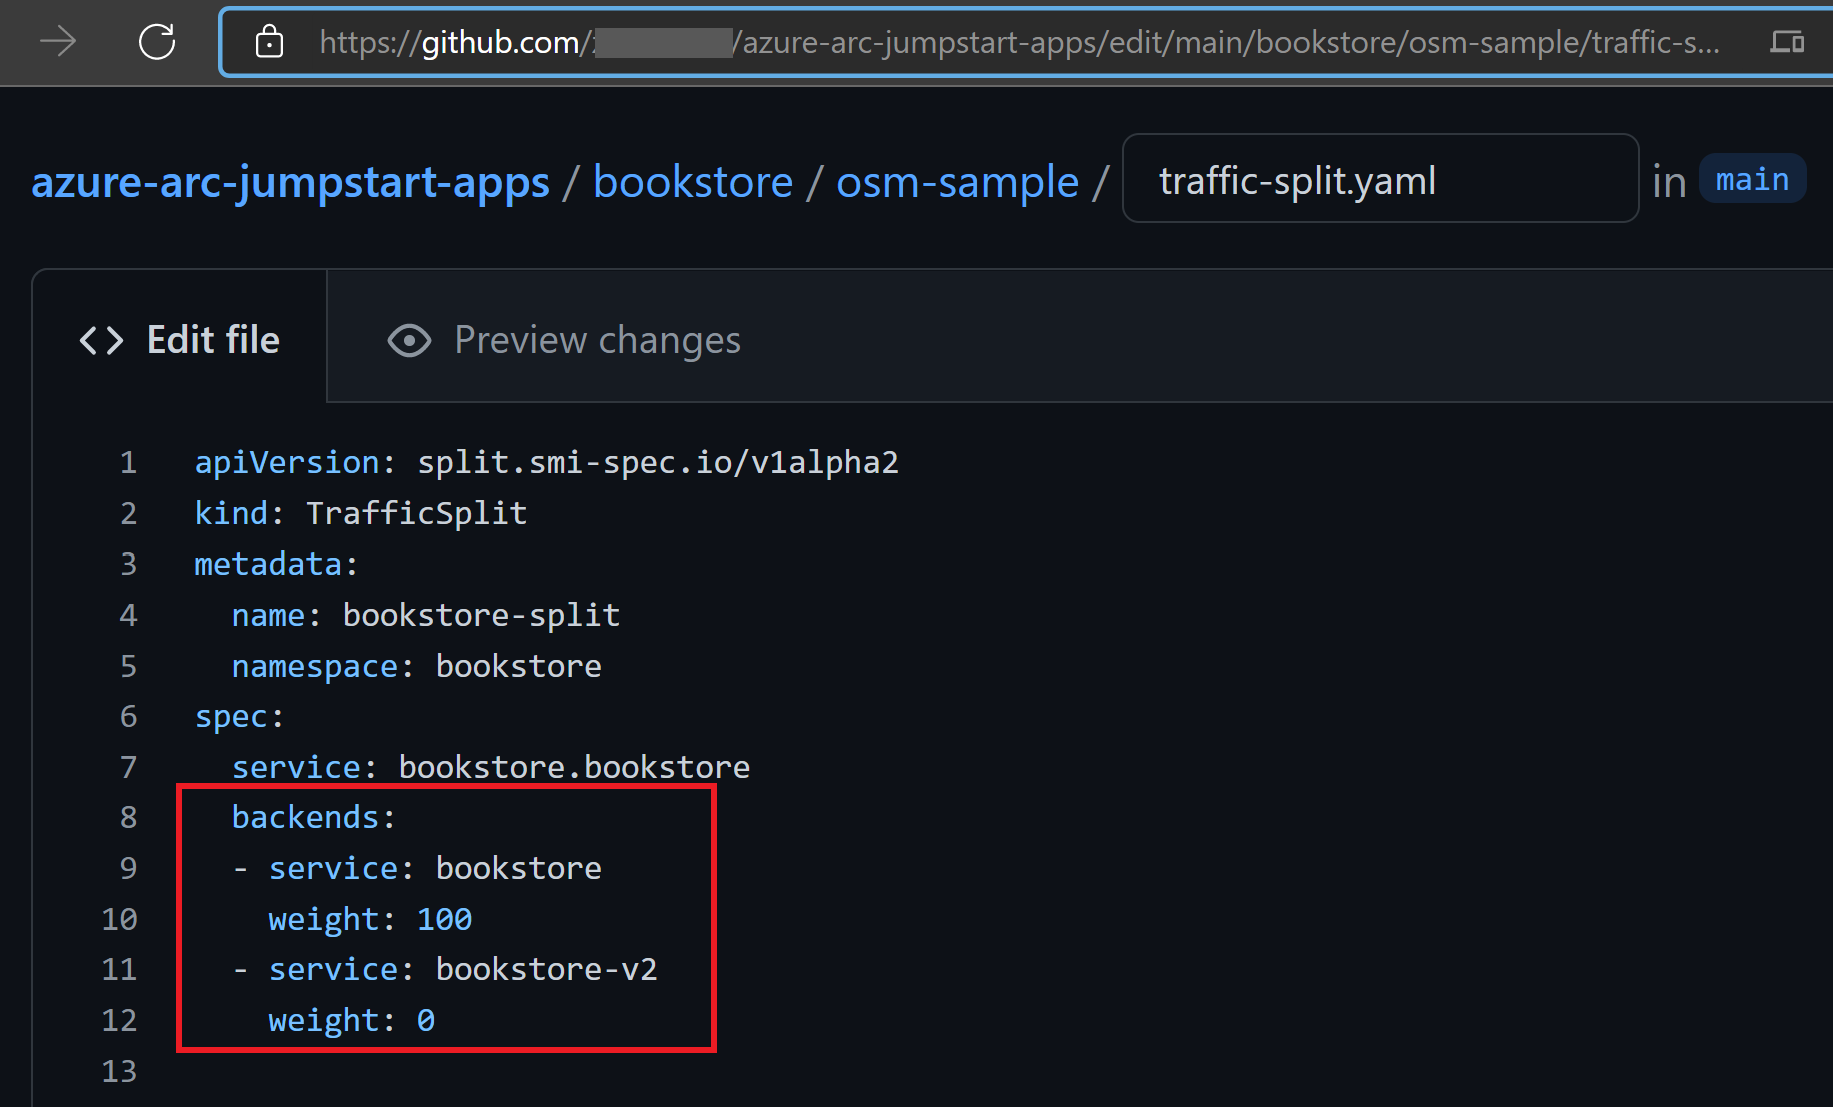 https://github.com/ /azure-arc-jumpstart-apps/edit/main/bookstore/osm-sample/traffic-s...
azure-arc-jumpstart-apps / bookstore / osm-sample / traffic-split.yaml in main
Edit file Preview changes
1 apiVersion: split.smi-spec.io/v1alpha2
2 kind: TrafficSplit
3 metadata:
4   name: bookstore-split
5   namespace: bookstore
6 spec:
7   service: bookstore.bookstore
8   backends:
9   - service: bookstore
10     weight: 100
11   - service: bookstore-v2
12     weight: 0
13